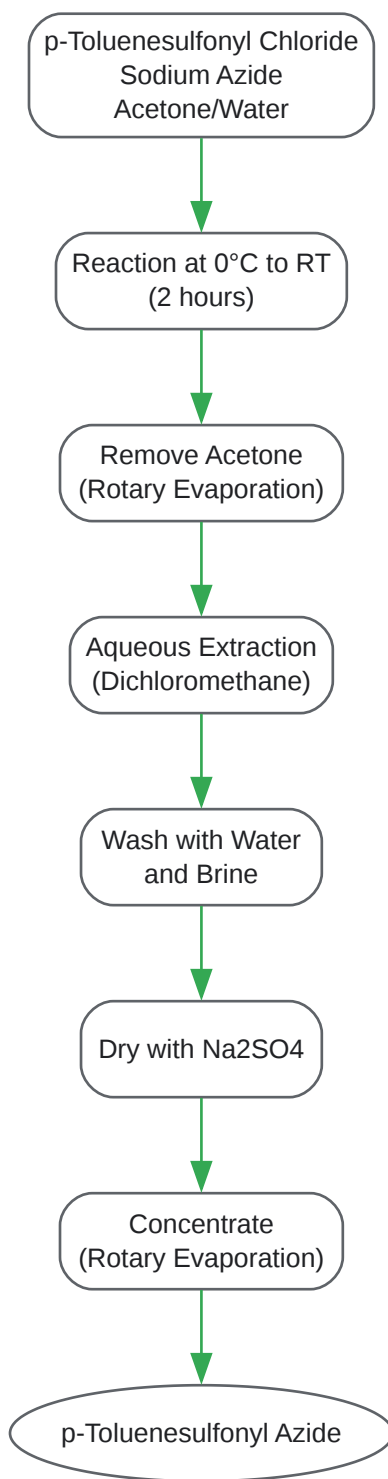 p-Toluenesulfonyl Chloride
Sodium Azide
Acetone/Water
Reaction at 0°C to RT
(2 hours)
Remove Acetone
(Rotary Evaporation)
Aqueous Extraction
(Dichloromethane)
Wash with Water
and Brine
Dry with Na2SO4
Concentrate
(Rotary Evaporation)
p-Toluenesulfonyl Azide